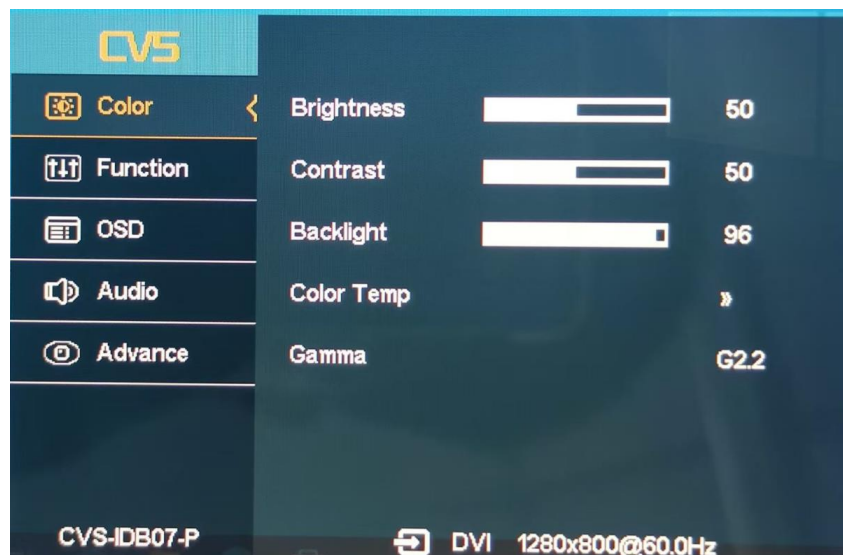 CVS
Color
Brightness 50
Function
Contrast 50
OSD
Backlight 96
Audio
Color Temp »
Advance
Gamma G2.2
CVS-IDB07-P DVI 1280x800@60.0Hz